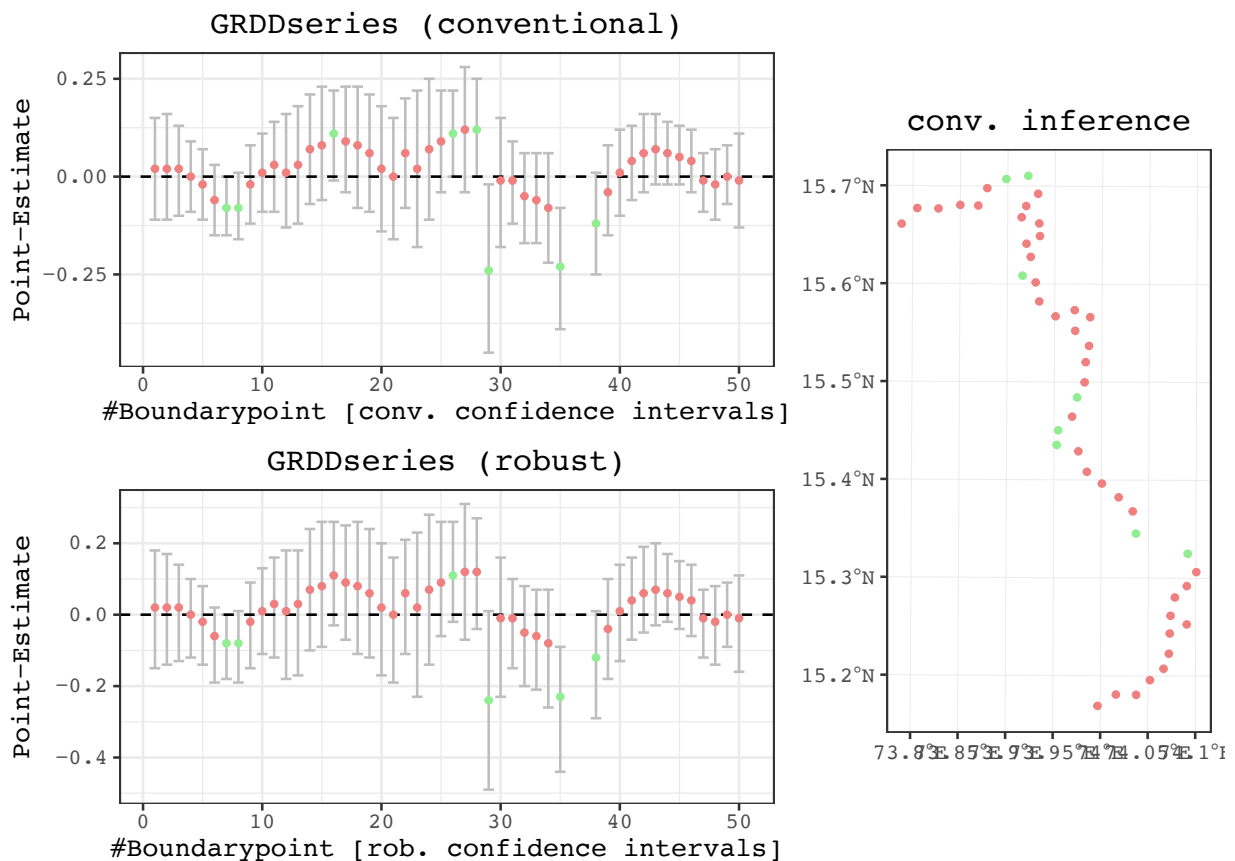 GRDDseries (conventional)
Point-Estimate
0.25
0.00
−0.25
0 10 20 30 40 50
#Boundarypoint [conv. confidence intervals]
GRDDseries (robust)
Point-Estimate
0.2
0.0
−0.2
−0.4
0 10 20 30 40 50
#Boundarypoint [rob. confidence intervals]
conv. inference
15.7°N
15.6°N
15.5°N
15.4°N
15.3°N
15.2°N